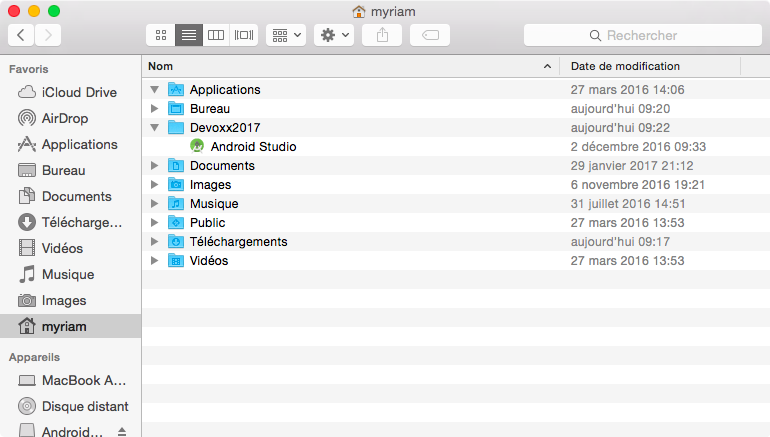 myriam
Rechercher
Favoris
iCloud Drive
AirDrop
Applications
Bureau
Documents
Télécharge...
Vidéos
Musique
Images
myriam
Appareils
MacBook A...
Disque distant
Android...
Nom Date de modification
Applications 27 mars 2016 14:06
Bureau aujourd'hui 09:20
Devoxx2017 aujourd'hui 09:22
Android Studio 2 décembre 2016 09:33
Documents 29 janvier 2017 21:12
Images 6 novembre 2016 19:21
Musique 31 juillet 2016 14:51
Public 27 mars 2016 13:53
Téléchargements aujourd'hui 09:17
Vidéos 27 mars 2016 13:53